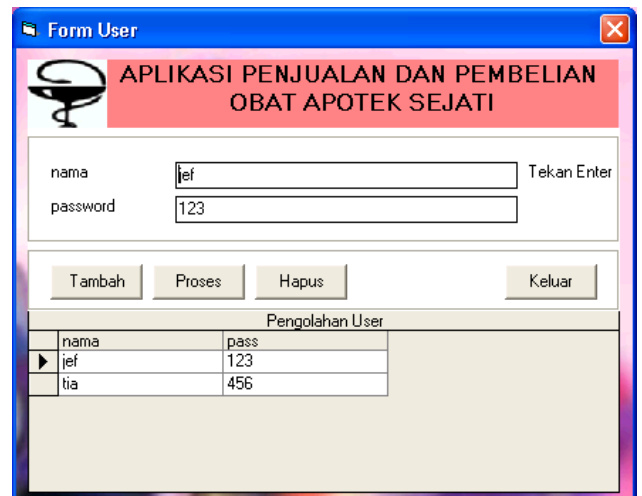 Form User
APLIKASI PENJUALAN DAN PEMBELIAN
OBAT APOTEK SEJATI
nama jef Tekan Enter
password 123
Tambah Proses Hapus Keluar
Pengolahan User
nama pass
jef 123
tia 456